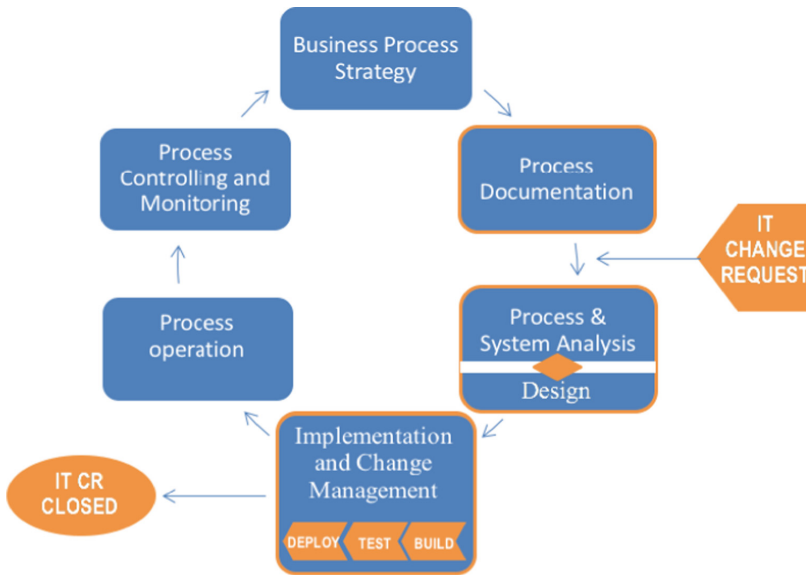 Business Process
Strategy
Process
Documentation
IT
CHANGE
REQUEST
Process &
System Analysis
Design
Implementation
and Change
Management
DEPLOY
TEST
BUILD
IT CR
CLOSED
Process
operation
Process
Controlling and
Monitoring